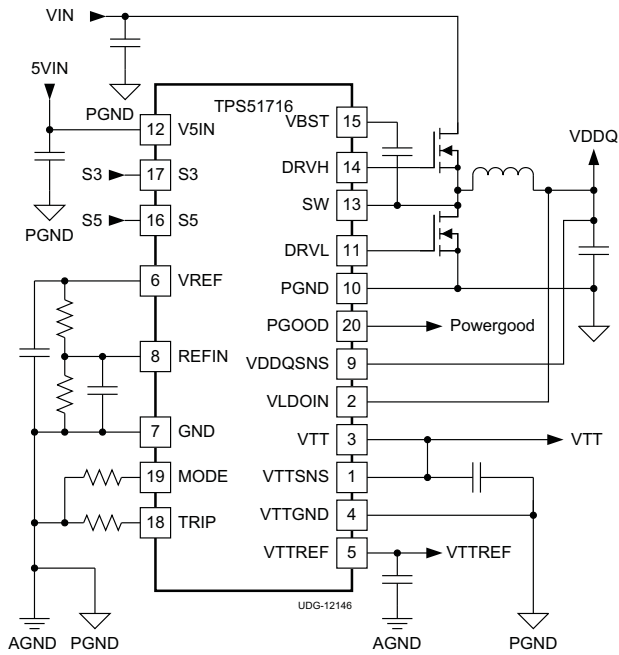 VIN
5VIN
PGND
TPS51716
12 V5IN
VBST 15
VDDQ
S3 17 S3
DRVH 14
S5 16 S5
SW 13
PGND
DRVL 11
6 VREF
PGND 10
PGOOD 20 Powergood
8 REFIN
VDDQSNS 9
VLDOIN 2
7 GND
VTT 3 VTT
19 MODE
VTTSNS 1
18 TRIP
VTTGND 4
VTTREF 5 VTTREF
UDG-12146
AGND PGND AGND PGND